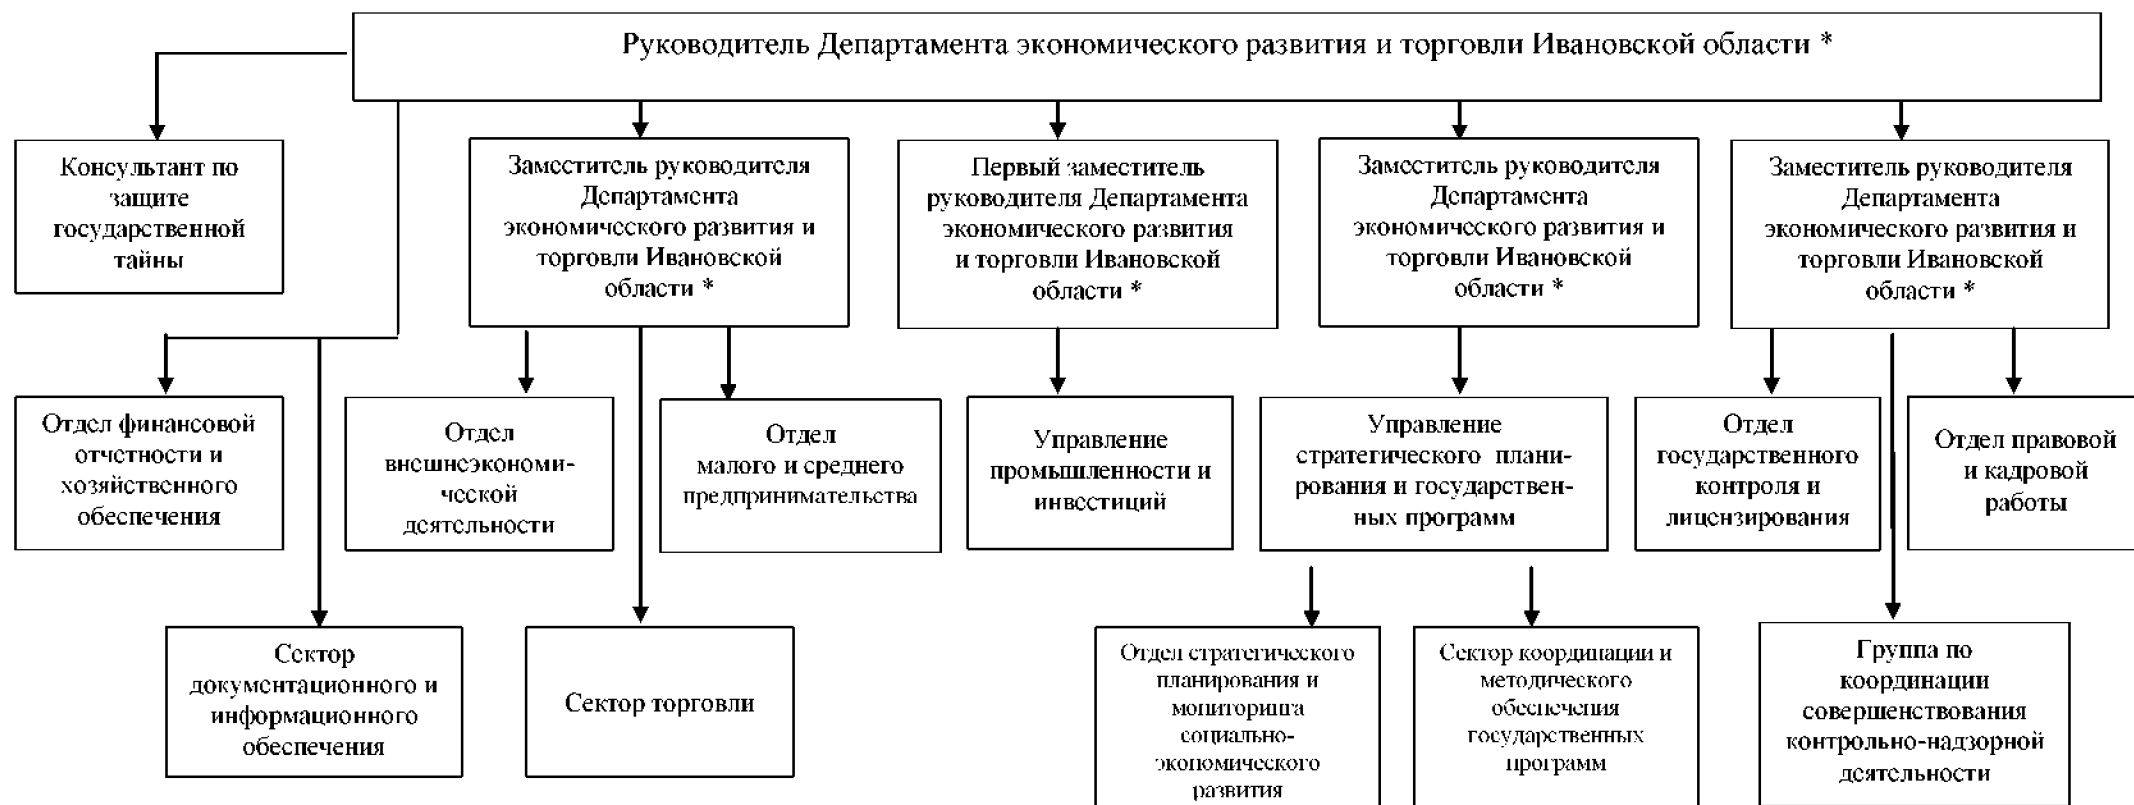 Руководитель Департамента экономического развития и торговли Ивановской области *
Консультант по
защите
государственной
тайны
Заместитель руководителя
Департамента
экономического развития и
торговли Ивановской
области *
Первый заместитель
руководителя Департамента
экономического развития
и торговли Ивановской
области *
Заместитель руководителя
Департамента
экономического развития и
торговли Ивановской
области *
Заместитель руководителя
Департамента
экономического развития и
торговли Ивановской
области *
Отдел финансовой
отчетности и
хозяйственного
обеспечения
Отдел
внешнеэкономи-
ческой
деятельности
Отдел
малого и среднего
предпринимательства
Управление
промышленности и
инвестиций
Управление
стратегического плани-
рования и государствен-
ных программ
Отдел
государственного
контроля и
лицензирования
Отдел правовой
и кадровой
работы
Сектор
документационного и
информационного
обеспечения
Сектор торговли
Отдел стратегического
планирования и
мониторинга
социально-
экономического
развития
Сектор координации и
методического
обеспечения
государственных
программ
Группа по
координации
совершенствования
контрольно-надзорной
деятельности